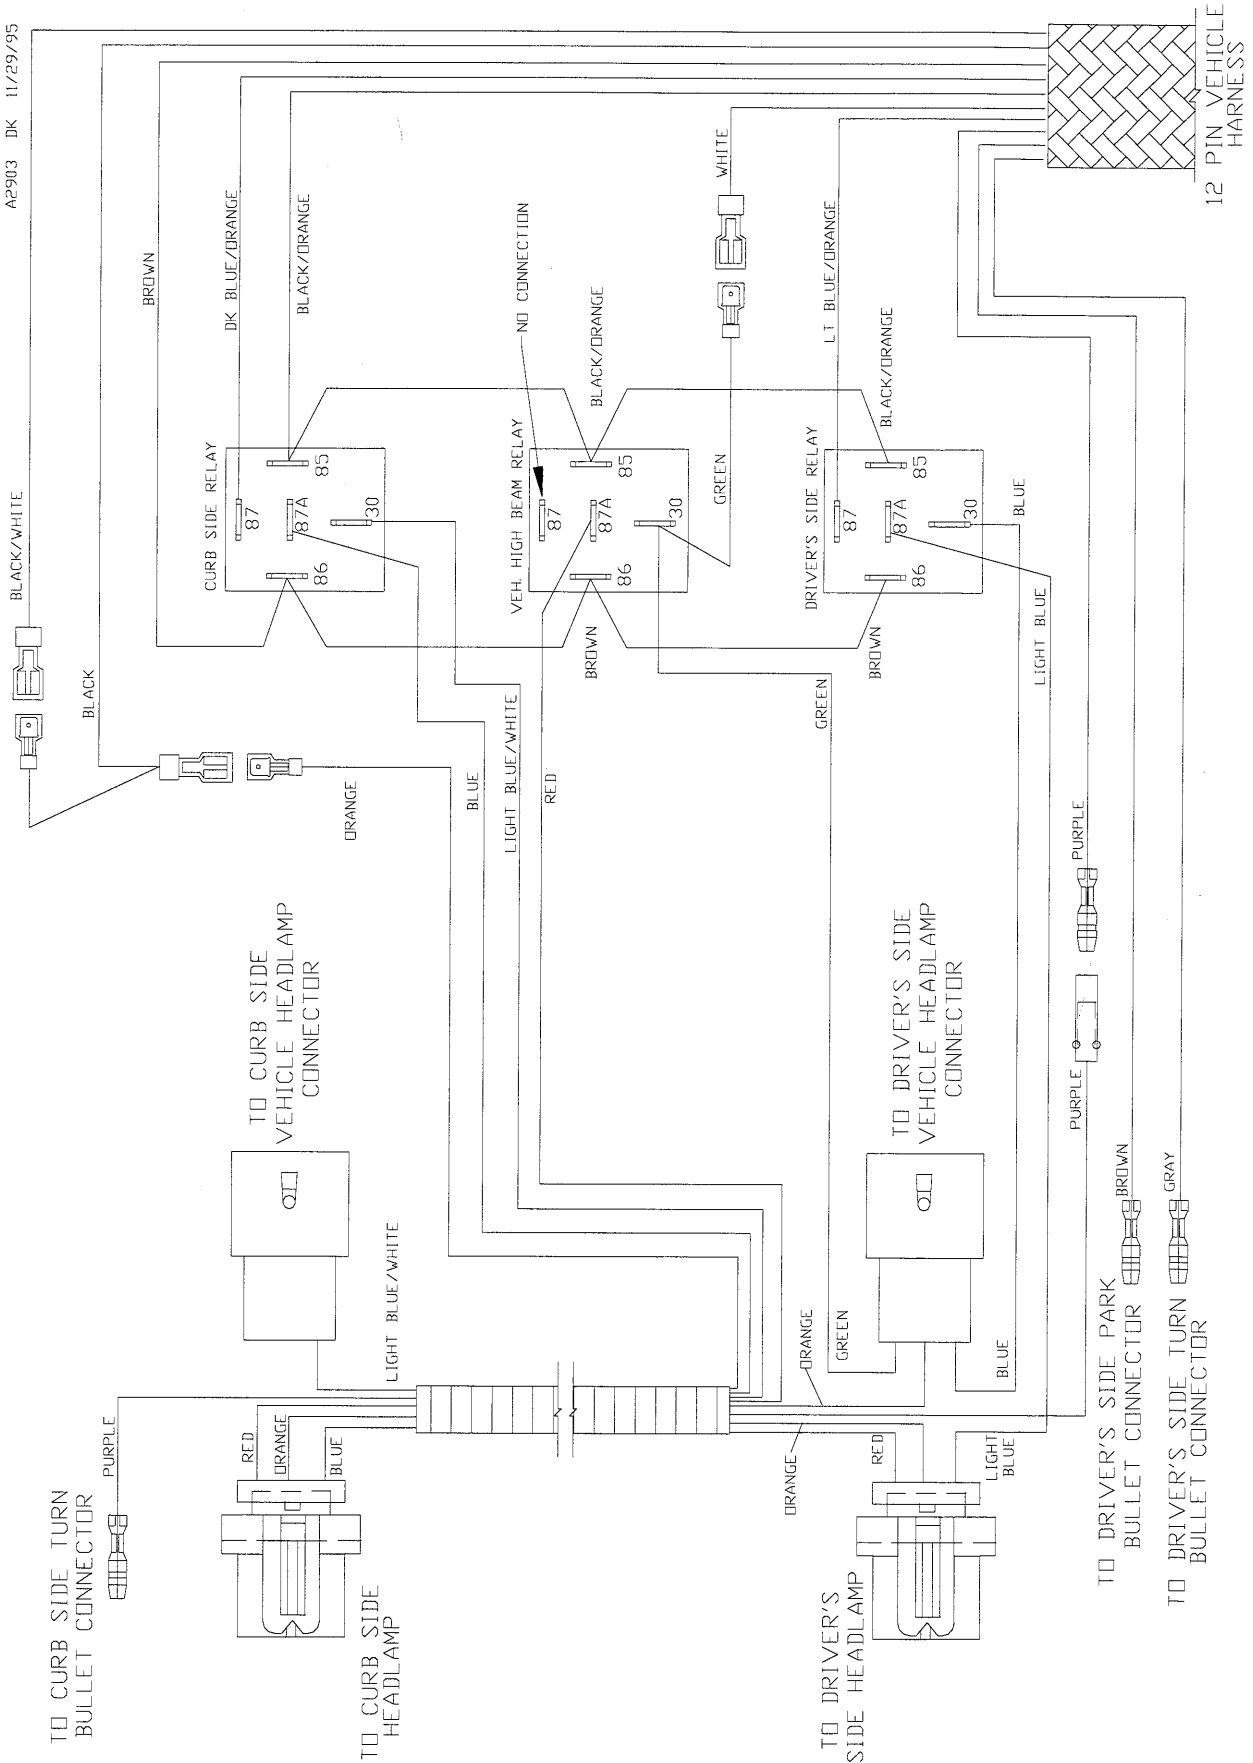 A2903 DK 11/29/95
BLACK/WHITE
BLACK
BROWN
DK BLUE/ORANGE
BLACK/ORANGE
NO CONNECTION
WHITE
12 PIN VEHICLE
HARNESS
CURB SIDE RELAY
87
87A
85
86
30
VEH. HIGH BEAM RELAY
87
87A
85
86
30
BLACK/ORANGE
GREEN
LT BLUE/ORANGE
BLACK/ORANGE
DRIVER'S SIDE RELAY
87
87A
85
86
30
BLUE
BROWN
BROWN
LIGHT BLUE
GREEN
ORANGE
BLUE
LIGHT BLUE/WHITE
RED
PURPLE
TO CURB SIDE
VEHICLE HEADLAMP
CONNECTOR
TO DRIVER'S SIDE
VEHICLE HEADLAMP
CONNECTOR
PURPLE
BROWN
GRAY
LIGHT BLUE/WHITE
ORANGE
GREEN
BLUE
PURPLE
RED
ORANGE
BLUE
ORANGE
RED
LIGHT
BLUE
TO CURB SIDE TURN
BULLET CONNECTOR
TO CURB SIDE
HEADLAMP
TO DRIVER'S
SIDE HEADLAMP
TO DRIVER'S SIDE PARK
BULLET CONNECTOR
TO DRIVER'S SIDE TURN
BULLET CONNECTOR